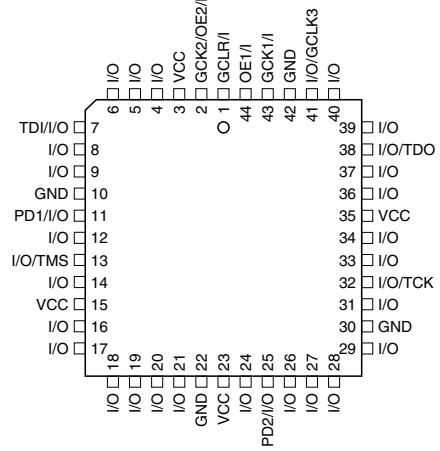 I/O
I/O
I/O
VCC
GCK2/OE2/I
GCLR/I
OE1/I
GCK1/I
GND
I/O/GCLK3
I/O
6
5
4
3
2
1
44
43
42
41
40
TDI/I/O 7
I/O 8
I/O 9
GND 10
PD1/I/O 11
I/O 12
I/O/TMS 13
I/O 14
VCC 15
I/O 16
I/O 17
39 I/O
38 I/O/TDO
37 I/O
36 I/O
35 VCC
34 I/O
33 I/O
32 I/O/TCK
31 I/O
30 GND
29 I/O
18
19
20
21
22
23
24
25
26
27
28
I/O
I/O
I/O
I/O
GND
VCC
I/O
PD2/I/O
I/O
I/O
I/O